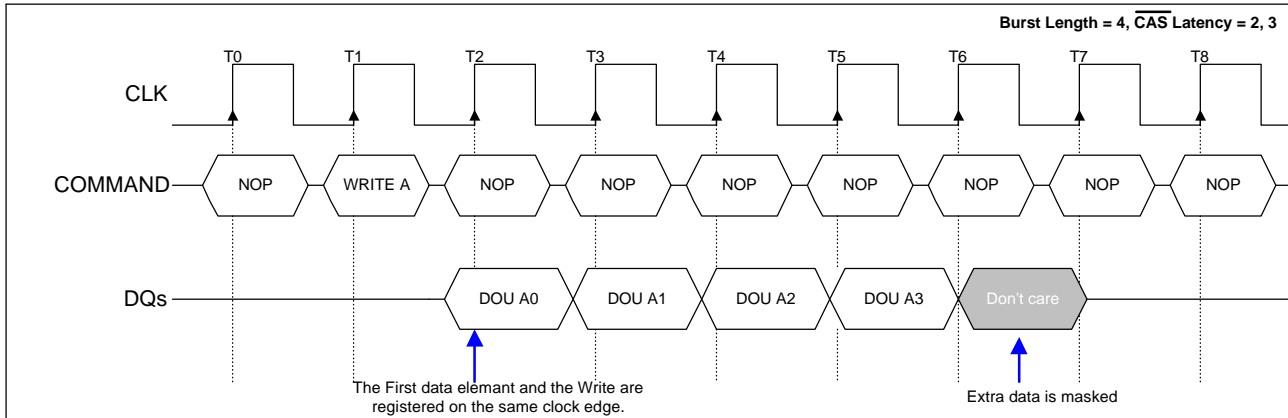 Burst Length = 4, CAS Latency = 2, 3
T0 T1 T2 T3 T4 T5 T6 T7 T8
CLK
COMMAND NOP WRITE A NOP NOP NOP NOP NOP NOP NOP
DQs DOU A0 DOU A1 DOU A2 DOU A3 Don't care
The First data elemant and the Write are
registered on the same clock edge.
Extra data is masked